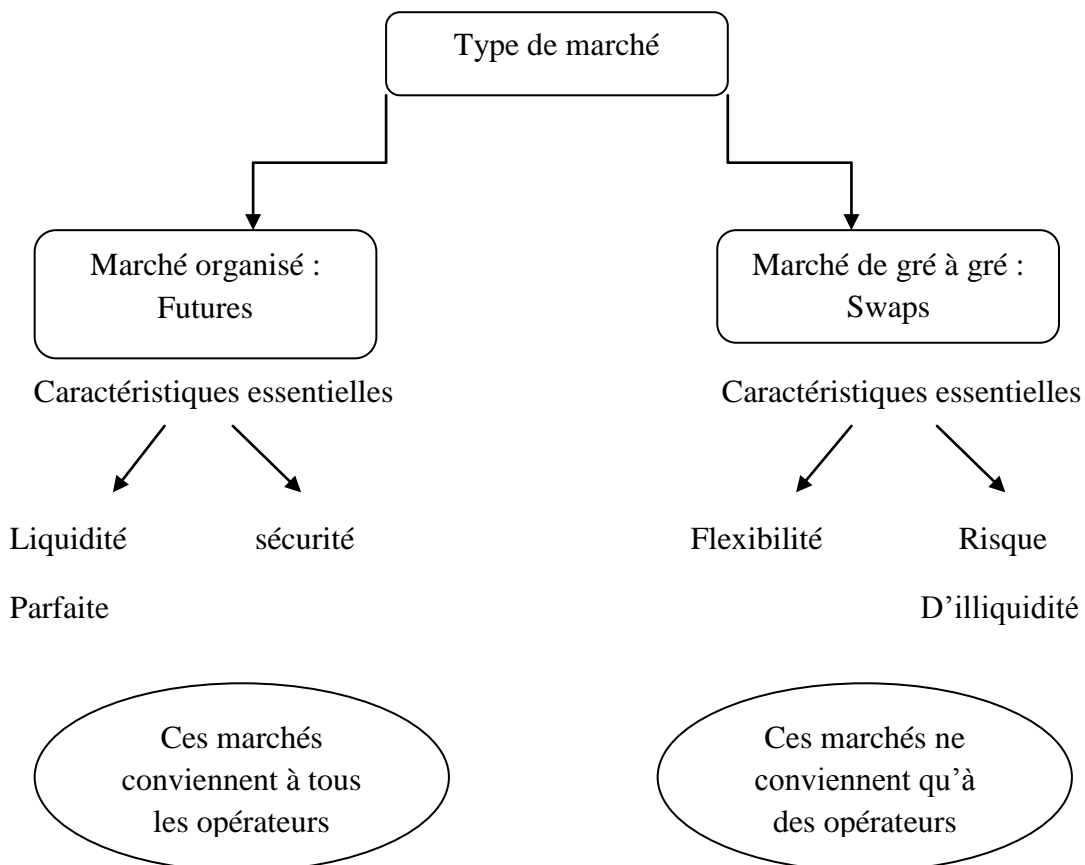 Type de marché
Marché organisé :
Futures
Marché de gré à gré :
Swaps
Caractéristiques essentielles
Caractéristiques essentielles
Liquidité
sécurité
Flexibilité
Risque
Parfaite
D’illiquidité
Ces marchés
conviennent à tous
les opérateurs
Ces marchés ne
conviennent qu’à
des opérateurs